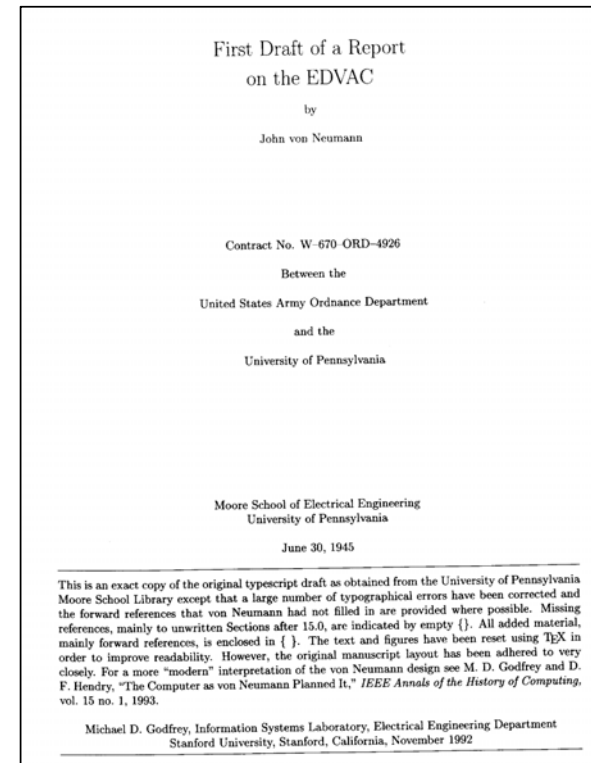 First Draft of a Report
on the EDVAC
by
John von Neumann
Contract No. W-670-ORD-4926
Between the
United States Army Ordnance Department
and the
University of Pennsylvania
Moore School of Electrical Engineering
University of Pennsylvania
June 30, 1945
This is an exact copy of the original typescript draft as obtained from the University of Pennsylvania
Moore School Library except that a large number of typographical errors have been corrected and
the forward references that von Neumann had not filled in are provided where possible. Missing
references, mainly to unwritten Sections after 15.0, are indicated by empty {}. All added material,
mainly forward references, is enclosed in { }. The text and figures have been reset using TEX in
order to improve readability. However, the original manuscript layout has been adhered to very
closely. For a more “modern” interpretation of the von Neumann design see M. D. Godfrey and D.
F. Hendry, “The Computer as von Neumann Planned It,” IEEE Annals of the History of Computing,
vol. 15 no. 1, 1993.
Michael D. Godfrey, Information Systems Laboratory, Electrical Engineering Department
Stanford University, Stanford, California, November 1992